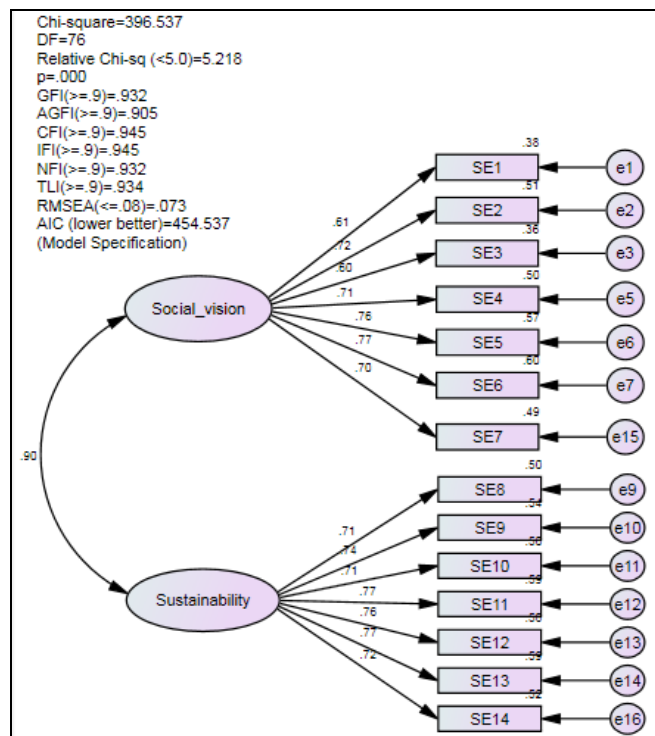 Chi-square=396.537
DF=76
Relative Chi-sq (<5.0)=5.218
p=.000
GFI(>=.9)=.932
AGFI(>=.9)=.905
CFI(>=.9)=.945
IFI(>=.9)=.945
NFI(>=.9)=.932
TLI(>=.9)=.934
RMSEA(<=.08)=.073
AIC (lower better)=454.537
(Model Specification)
.38
.61 SE1 e1
.51
.72 SE2 e2
.36
.60 SE3 e3
.50
.71 SE4 e5
.57
Social_vision
.76 SE5 e6
.60
.77 SE6 e7
.49
.70 SE7 e15
.90
.50
.71 SE8 e9
.54
.74 SE9 e10
.71 SE10 e11
.59
.77 SE11 e12
Sustainability
.76 SE12 e13
.59
.77 SE13 e14
.52
.72 SE14 e16